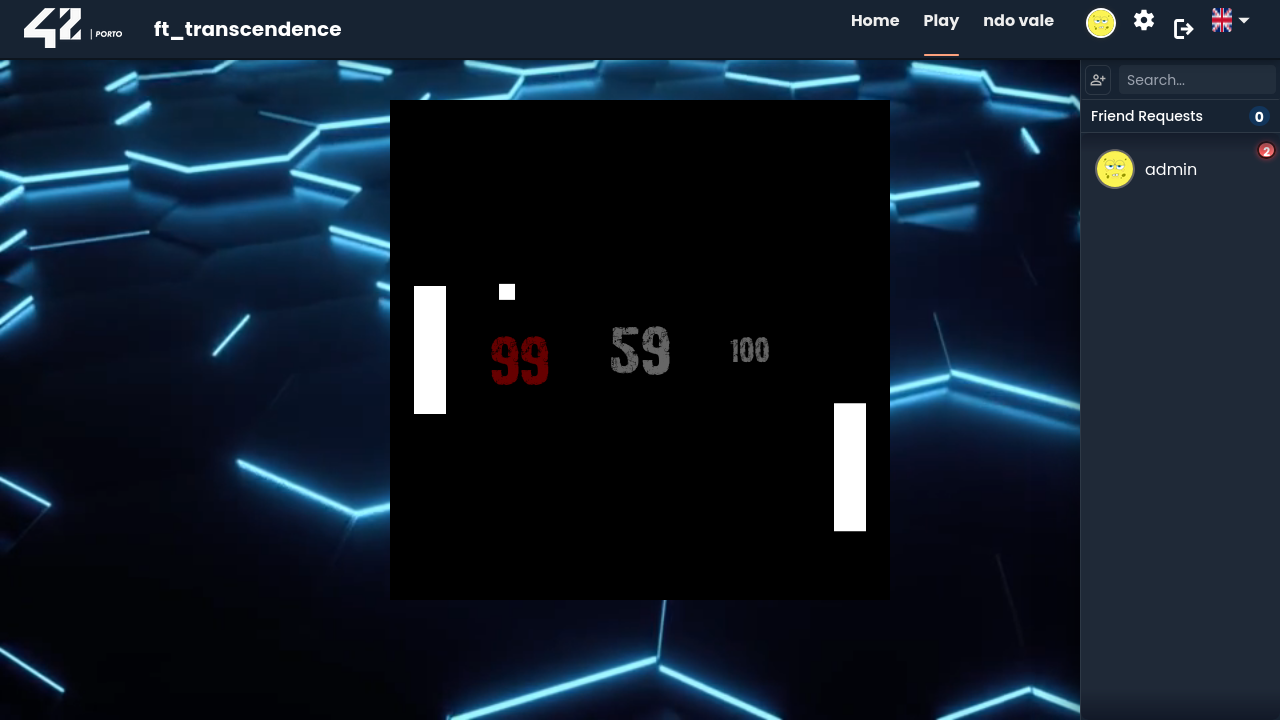 42 | PORTO
ft_transcendence
Home
Play
ndo vale
Search...
Friend Requests
0
admin
2
99
59
100